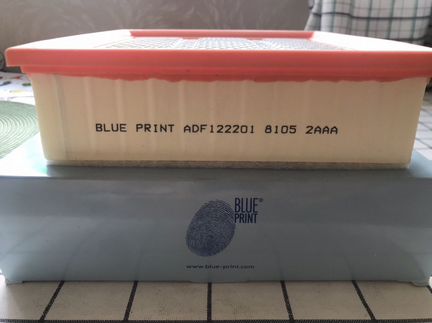 BLUE PRINT ADF122201 8105 2AAA
BLUE®
PRINT
www.blue-print.com